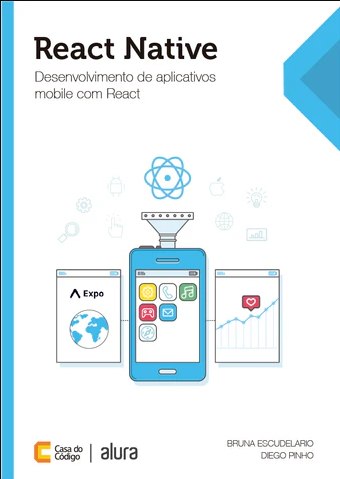 React Native
Desenvolvimento de aplicativos
mobile com React
Expo
Casa do
Código
alura
BRUNA ESCUDELARIO
DIEGO PINHO